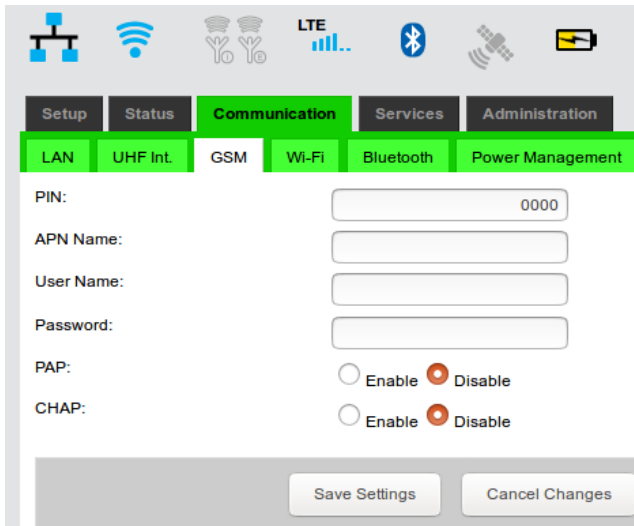 LTE
Setup Status Communication Services Administration
LAN UHF Int. GSM Wi-Fi Bluetooth Power Management
PIN: 0000
APN Name:
User Name:
Password:
PAP: Enable Disable
CHAP: Enable Disable
Save Settings Cancel Changes